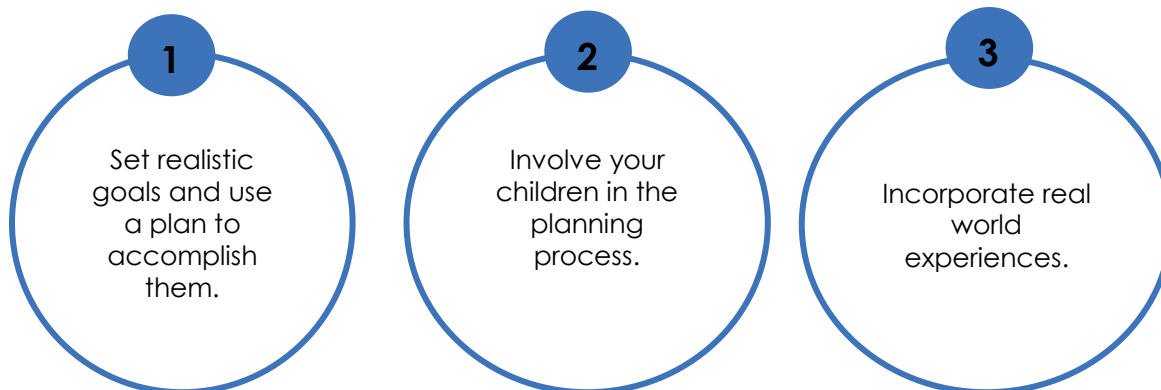 1
Set realistic
goals and use
a plan to
accomplish
them.
2
Involve your
children in the
planning
process.
3
Incorporate real
world
experiences.